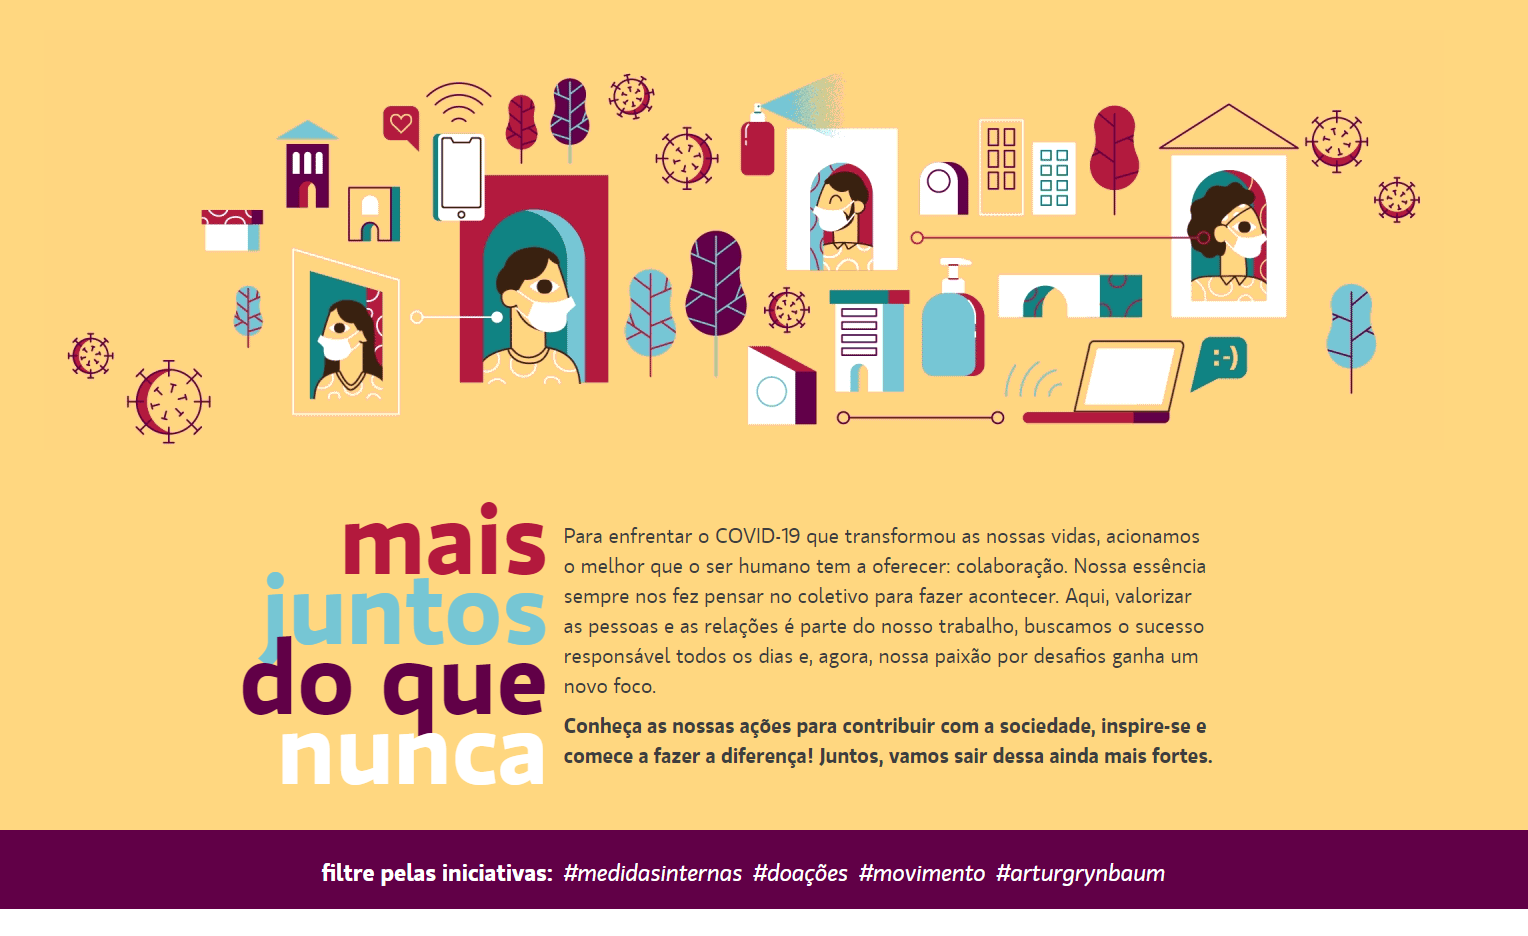 :-)
mais
juntos
do que
nunca
Para enfrentar o COVID-19 que transformou as nossas vidas, acionamos
o melhor que o ser humano tem a oferecer: colaboração. Nossa essência
sempre nos fez pensar no coletivo para fazer acontecer. Aqui, valorizar
as pessoas e as relações é parte do nosso trabalho, buscamos o sucesso
responsável todos os dias e, agora, nossa paixão por desafios ganha um
novo foco.
Conheça as nossas ações para contribuir com a sociedade, inspire-se e
comece a fazer a diferença! Juntos, vamos sair dessa ainda mais fortes.
filtre pelas iniciativas: #medidasinternas #doações #movimento #arturgrynbaum